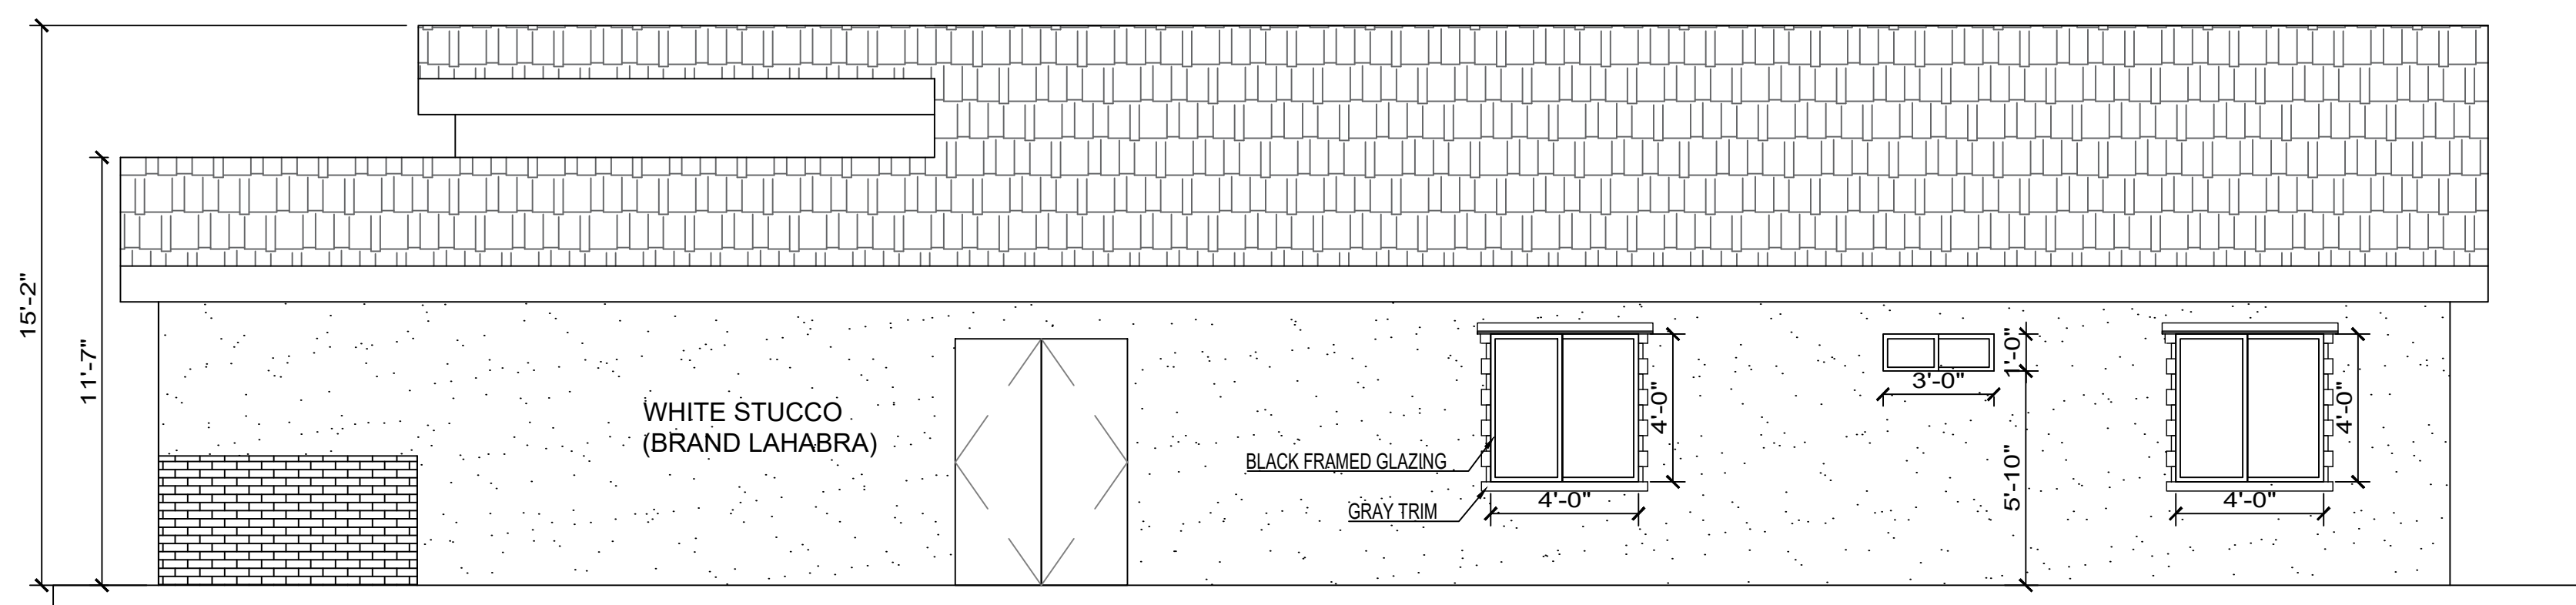 15'-2"
11'-7"
WHITE STUCCO
(BRAND LAHABRA)
BLACK FRAMED GLAZING
GRAY TRIM
4'-0"
4'-0"
3'-0"
1'-0"
5'-10"
4'-0"
4'-0"